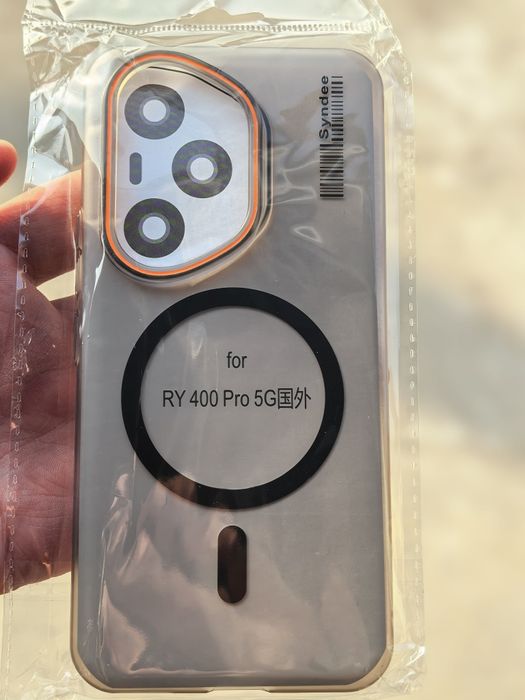 Syndee
for
RY 400 Pro 5G国外